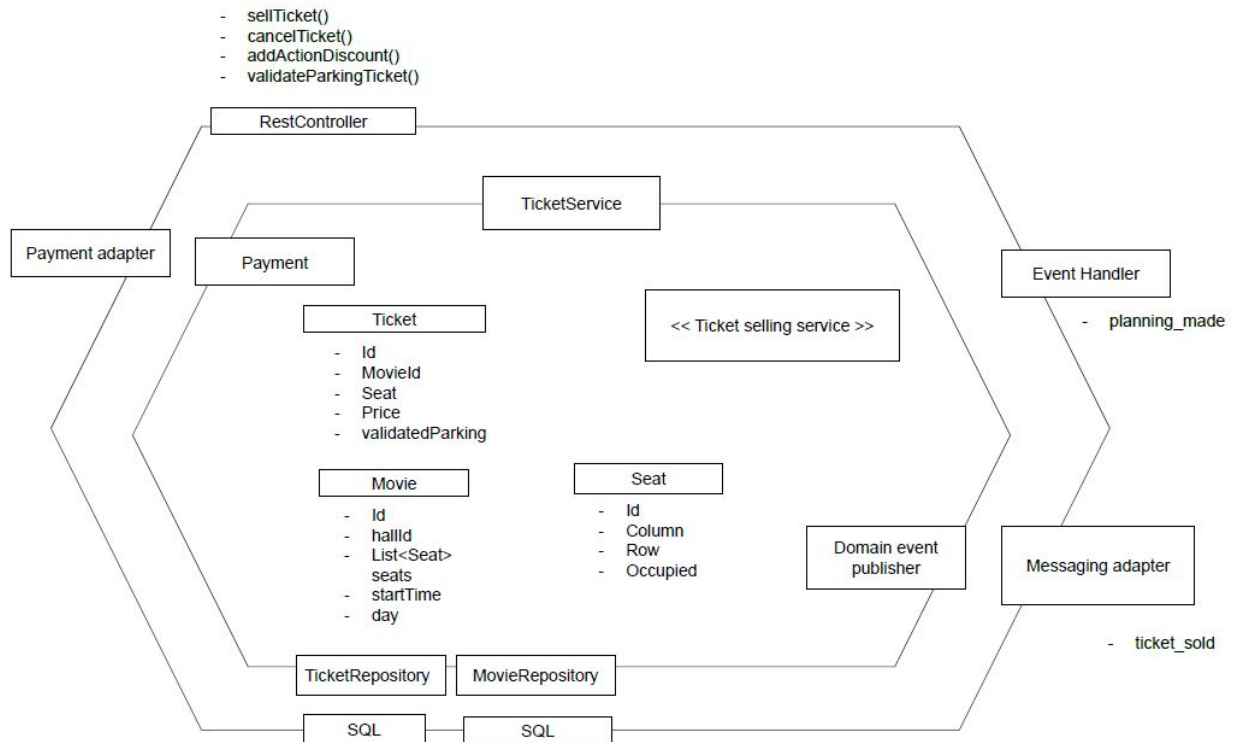 - sellTicket()
- cancelTicket()
- addActionDiscount()
- validateParkingTicket()
RestController
TicketService
Payment adapter
Payment
Event Handler
- planning_made
Ticket
- Id
- MovieId
- Seat
- Price
- validatedParking
<< Ticket selling service >>
Movie
- Id
- hallId
- List<Seat>
seats
- startTime
- day
Seat
- Id
- Column
- Row
- Occupied
Domain event
publisher
Messaging adapter
- ticket_sold
TicketRepository
MovieRepository
SQL
SQL